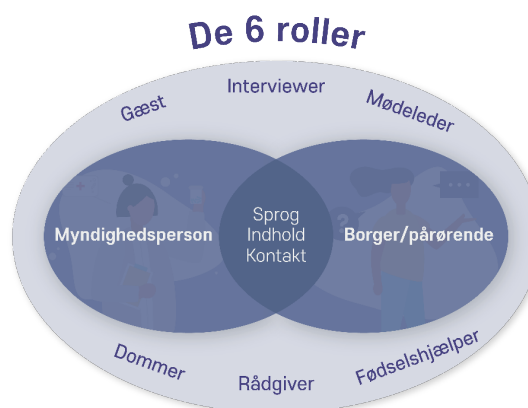 De 6 roller
Gæst
Interviewer
Mødeleder
Myndighedsperson
Sprog
Indhold
Kontakt
Borger/pårørende
?
Dommer
Rådgiver
Fødselshjælper